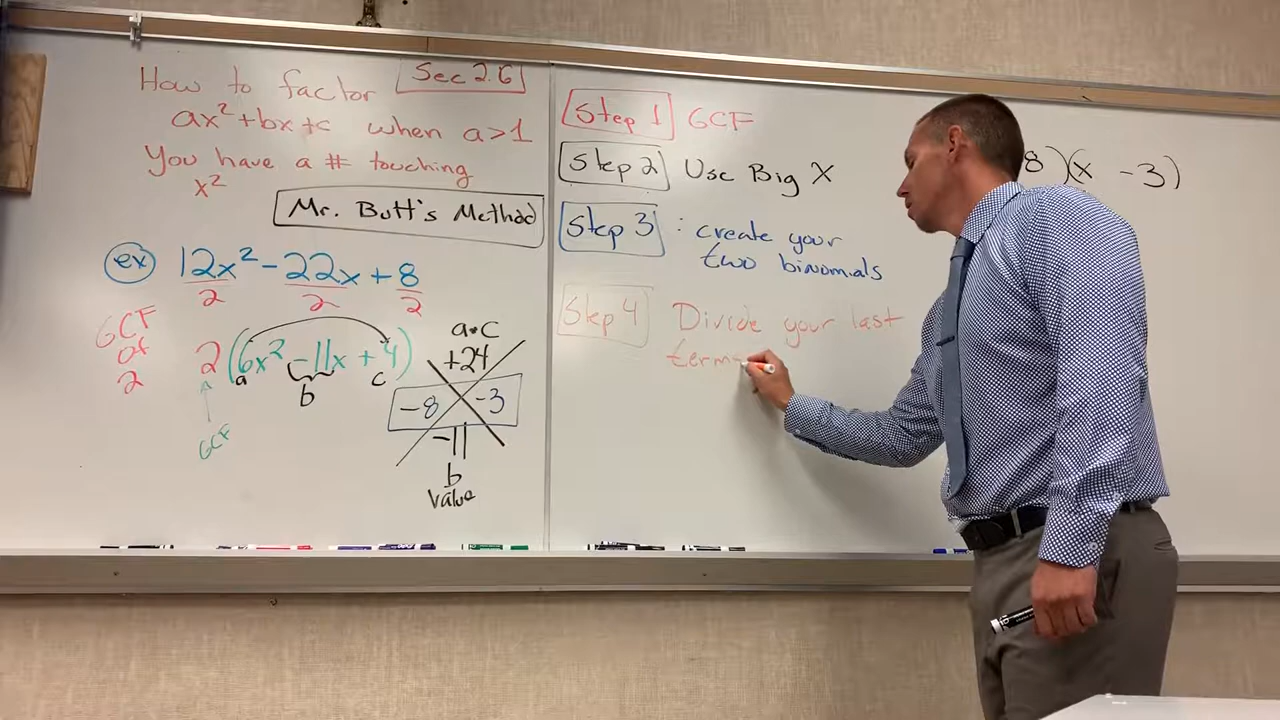 How to factor
Sec 2.6
ax²+bx+c when a>1
You have a # touching
x²
Mr. Butt's Method
ex 12x² - 22x + 8
2 2 2
GCF
of
2
2(6x² - 11x + 4)
a b c
GCF
a•c
+24
-8 -3
-11
b
value
Step 1 GCF
Step 2 Use Big X
Step 3 : create your
two binomials
Step 4 Divide your last
term
8)(x -3)